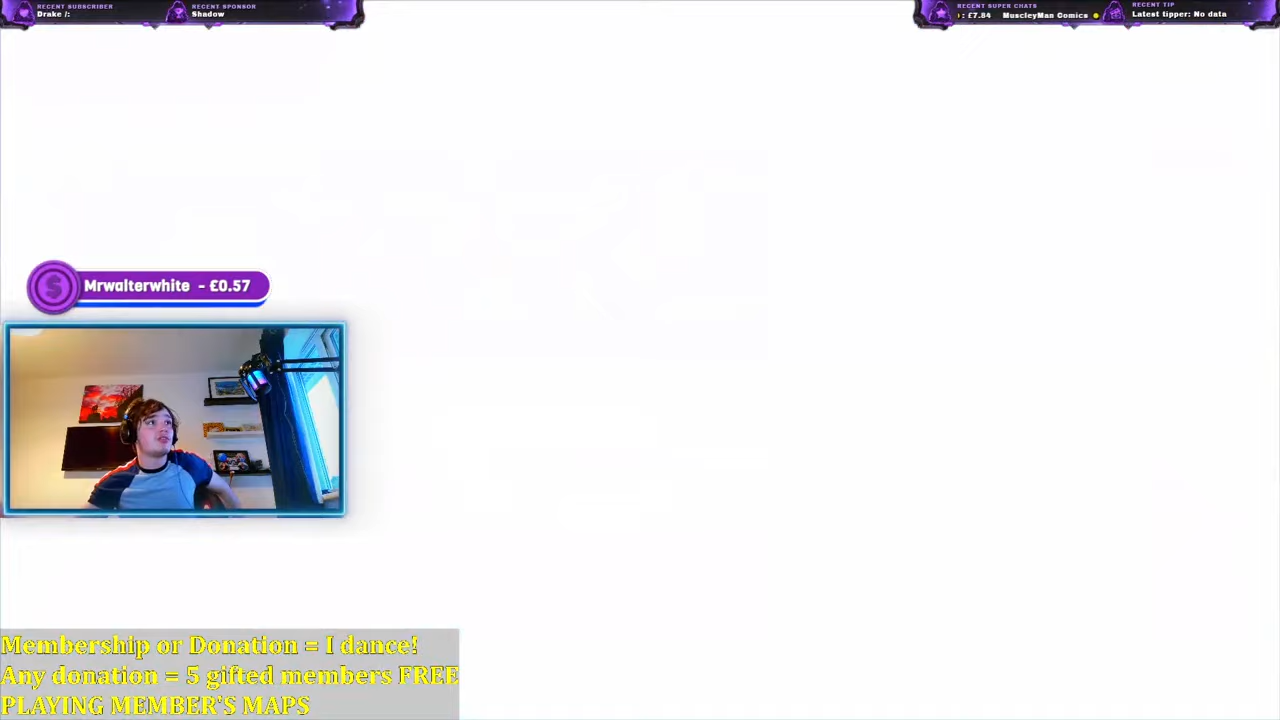 RECENT SUBSCRIBER
Drake /:
RECENT SPONSOR
Shadow
RECENT SUPER CHATS
: £7.84 MuscleyMan Comics
RECENT TIP
Latest tipper: No data
Mrwalterwhite - £0.57
Membership or Donation = I dance!
Any donation = 5 gifted members FREE
PLAYING MEMBER'S MAPS